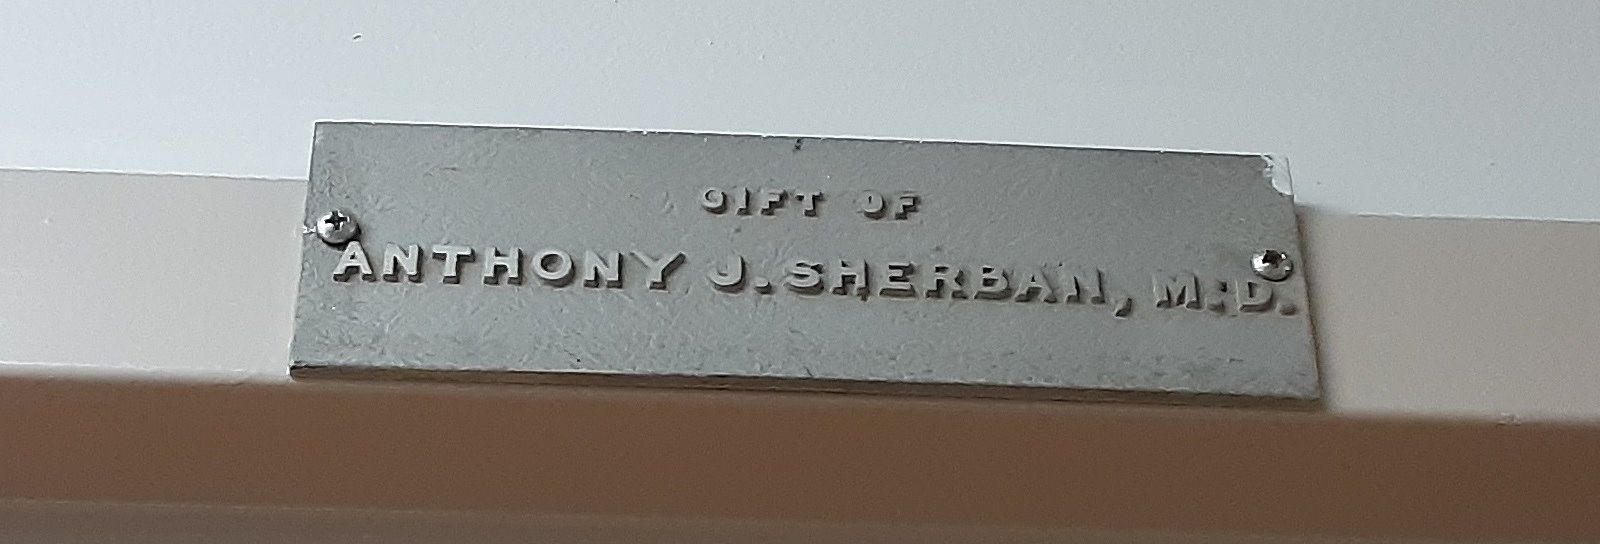 GIFT OF
ANTHONY J. SHERBAN, M.D.